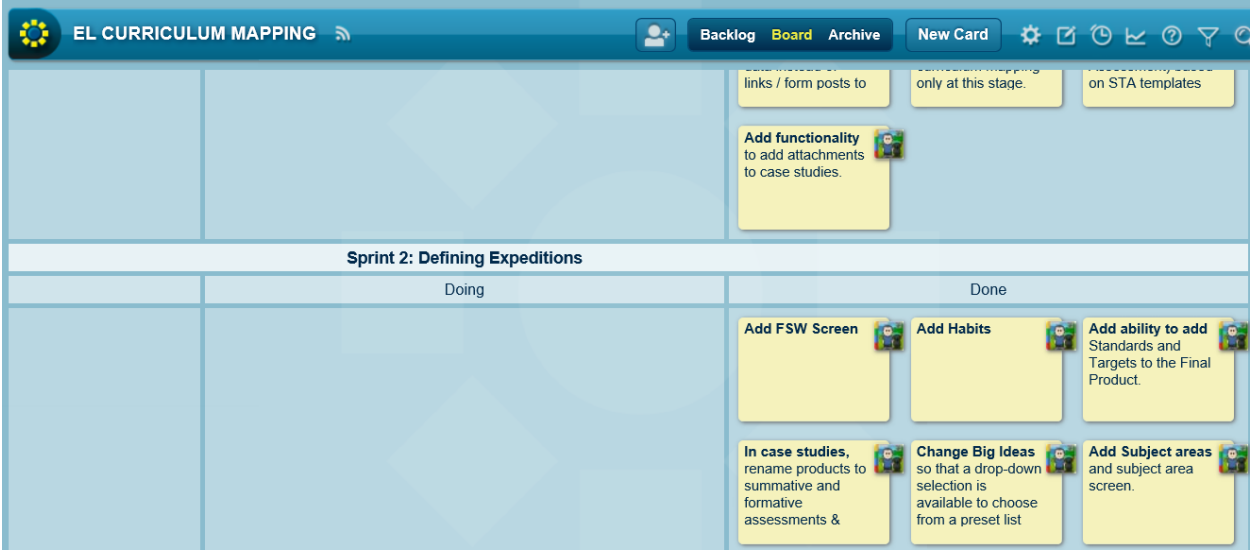 EL CURRICULUM MAPPING
Backlog Board Archive
New Card
links / form posts to
only at this stage.
on STA templates
Add functionality
to add attachments
to case studies.
Sprint 2: Defining Expeditions
Doing
Done
Add FSW Screen
Add Habits
Add ability to add
Standards and
Targets to the Final
Product.
In case studies,
rename products to
summative and
formative
assessments &
Change Big Ideas
so that a drop-down
selection is
available to choose
from a preset list
Add Subject areas
and subject area
screen.